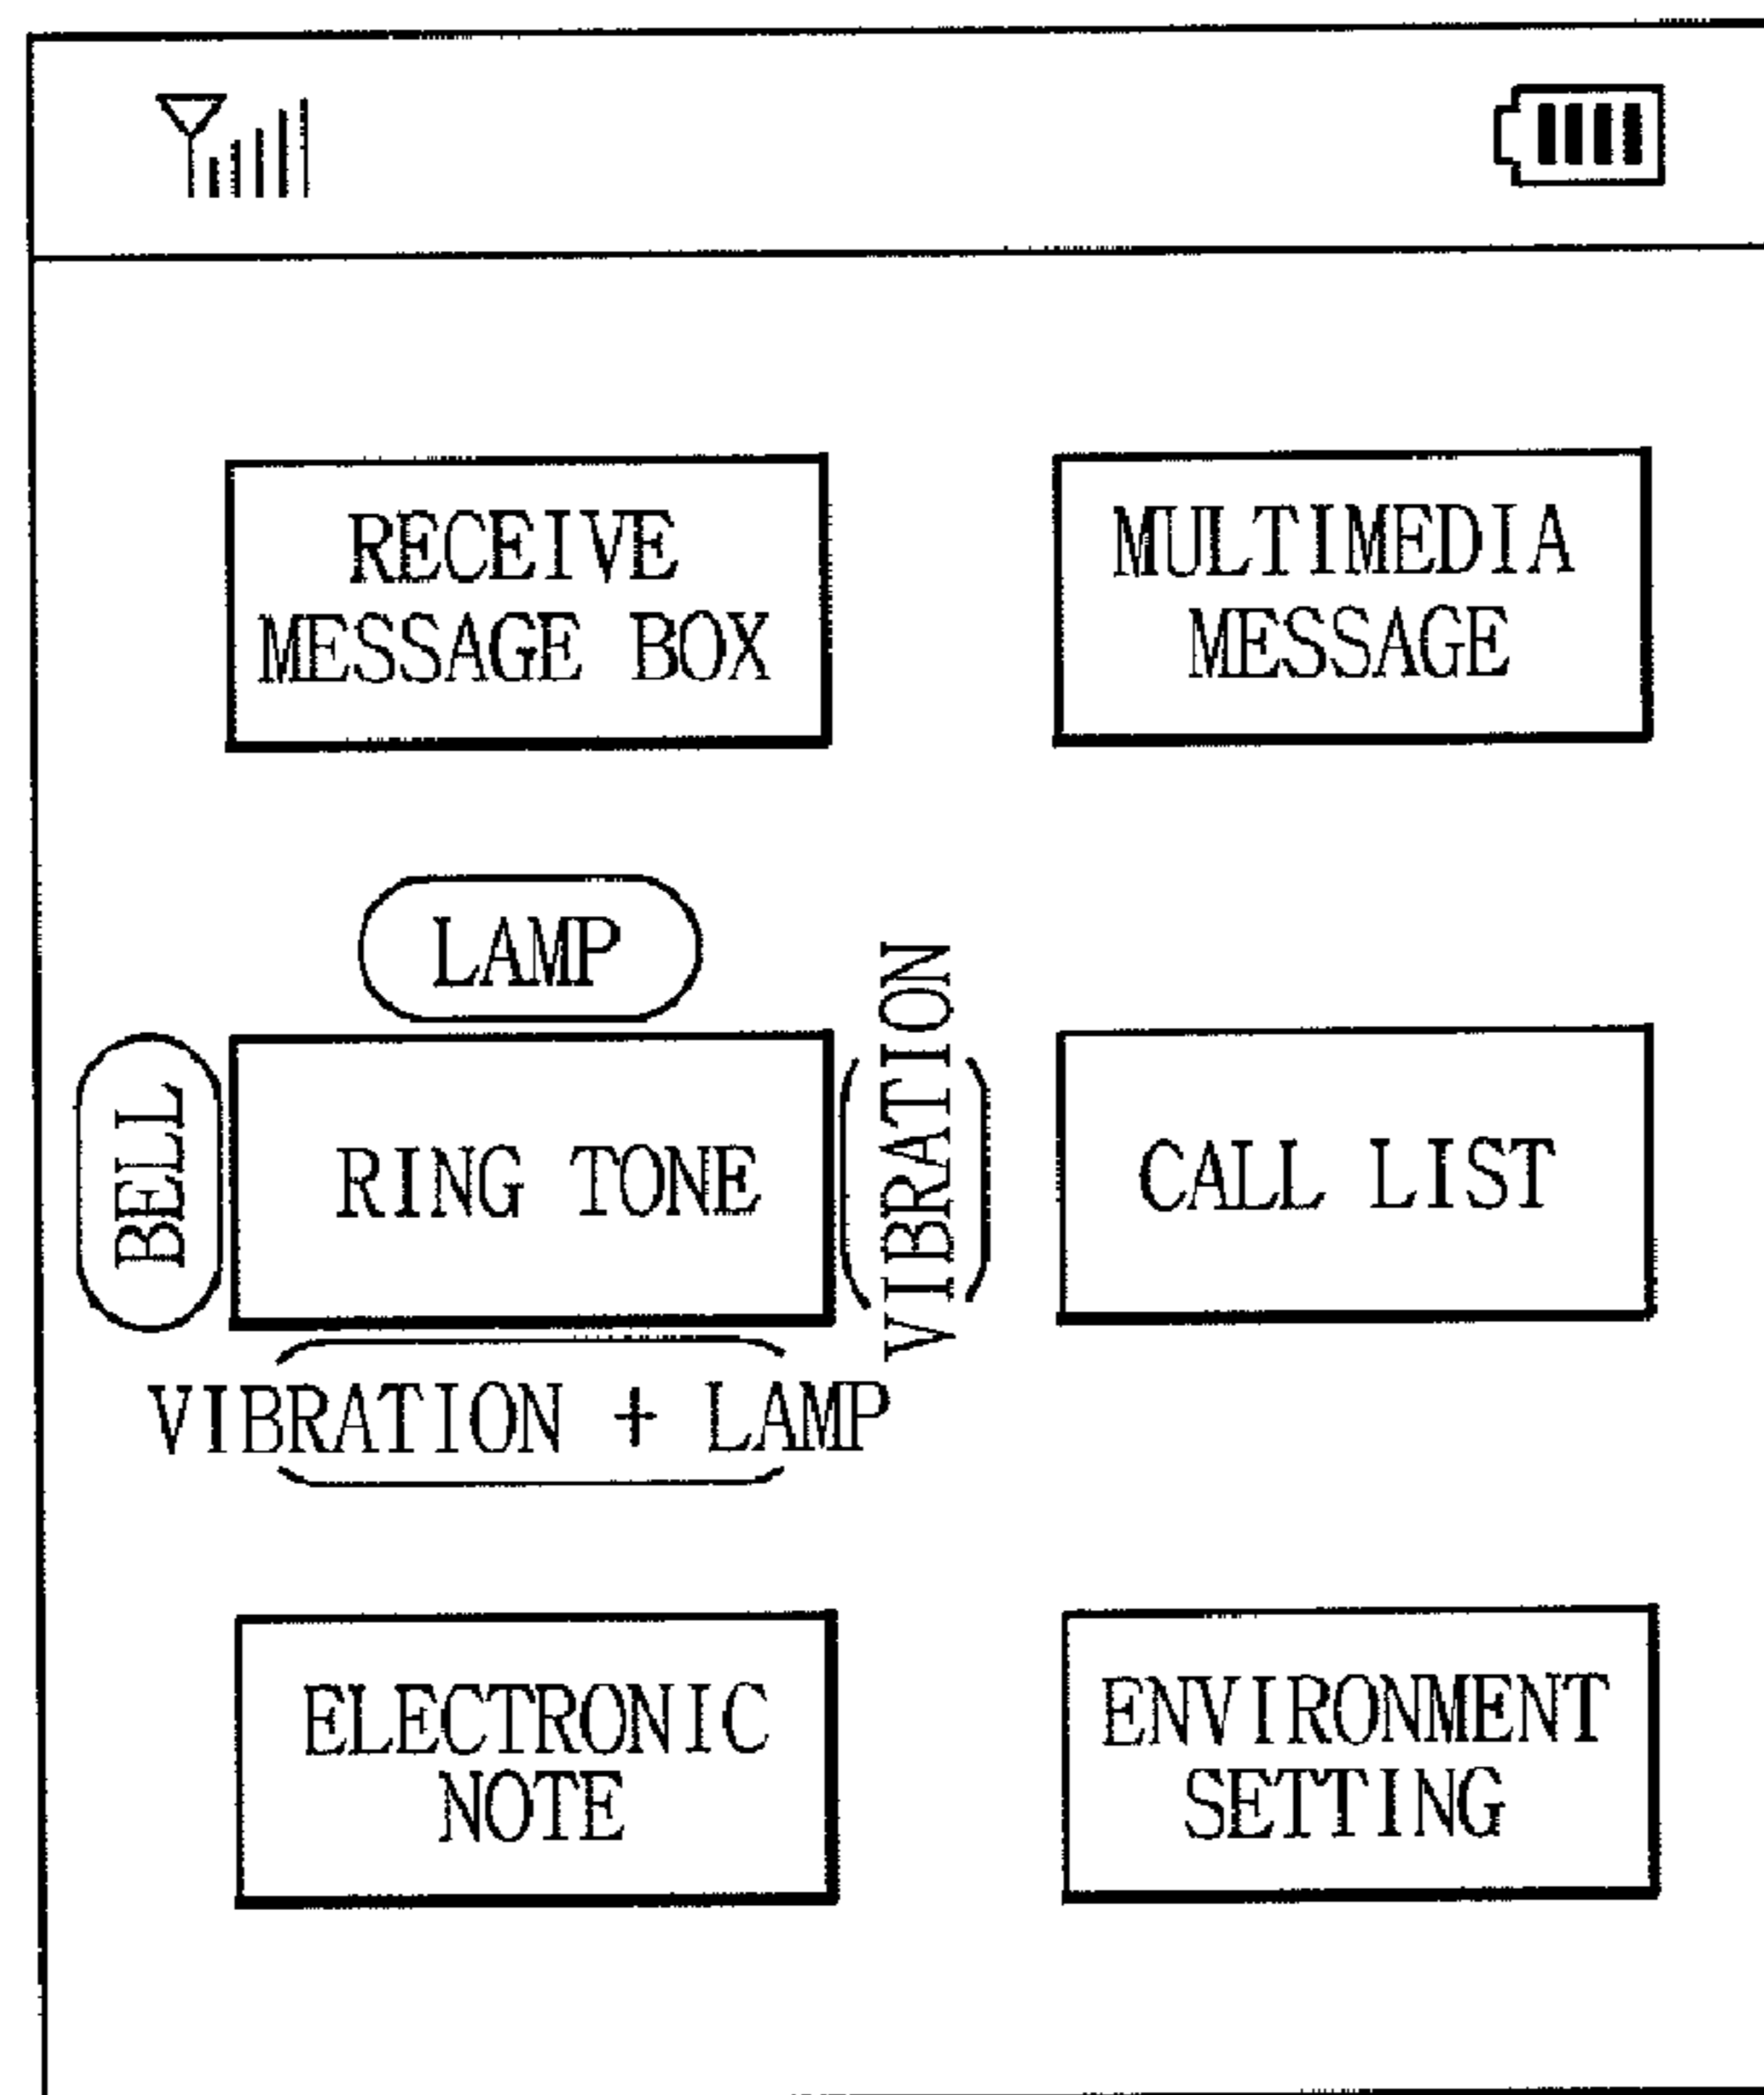 RECEIVE
MESSAGE BOX
MULTIMEDIA
MESSAGE
LAMP
BELL
RING TONE
VIBRATION
CALL LIST
VIBRATION + LAMP
ELECTRONIC
NOTE
ENVIRONMENT
SETTING